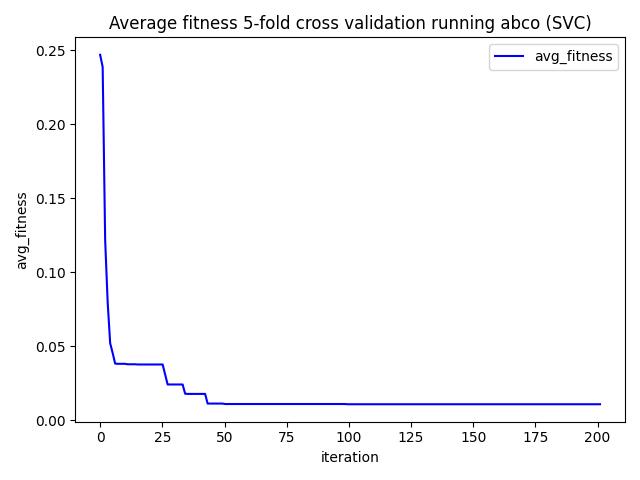 Average fitness 5-fold cross validation running abco (SVC)
avg_fitness
avg_fitness
0.25
0.20
0.15
0.10
0.05
0.00
0 25 50 75 100 125 150 175 200
iteration